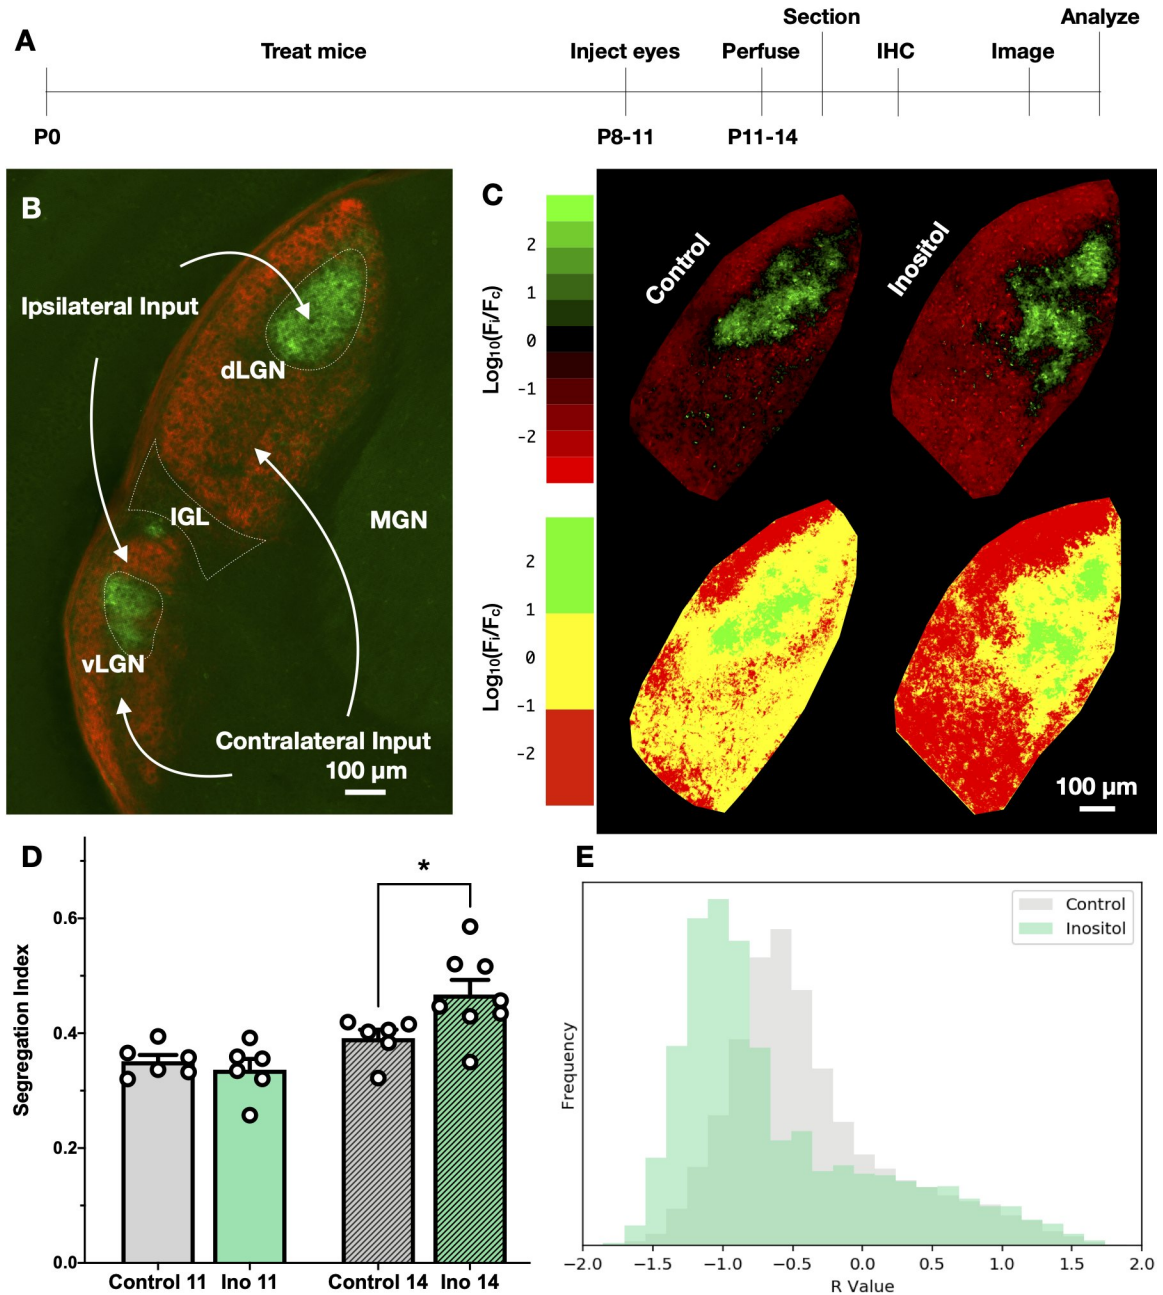 A
Treat mice
Inject eyes
Perfuse
Section
IHC
Image
Analyze
P0
P8-11
P11-14
B
Ipsilateral Input
dLGN
IGL
MGN
vLGN
Contralateral Input
100 µm
C
Log₁₀(Fᵢ/F꜀)
2
1
0
-1
-2
Log₁₀(Fᵢ/F꜀)
2
1
0
-1
-2
Control
Inositol
100 µm
D
Segregation Index
0.6
0.4
0.2
0.0
*
Control 11
Ino 11
Control 14
Ino 14
E
Control
Inositol
Frequency
−2.0
−1.5
−1.0
−0.5
0.0
0.5
1.0
1.5
2.0
R Value